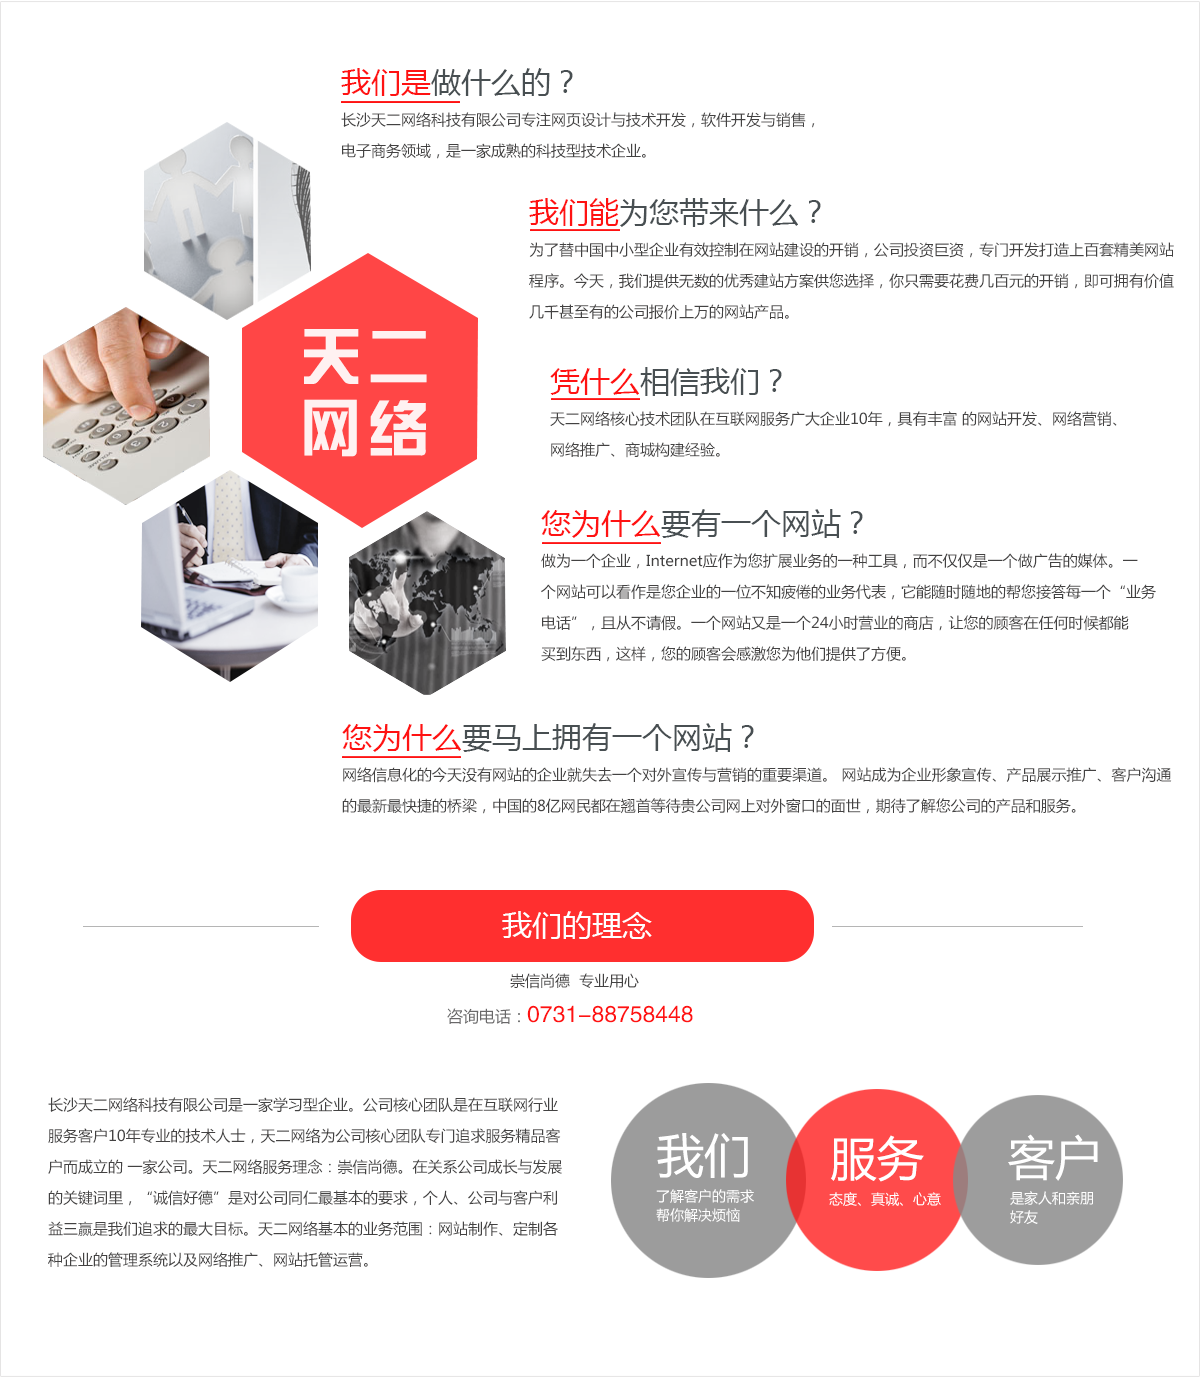 我们是做什么的？
长沙天二网络科技有限公司专注网页设计与技术开发，软件开发与销售，
电子商务领域，是一家成熟的科技型技术企业。
我们能为您带来什么？
为了替中国中小型企业有效控制在网站建设的开销，公司投资巨资，专门开发打造上百套精美网站
程序。今天，我们提供无数的优秀建站方案供您选择，你只需要花费几百元的开销，即可拥有价值
几千甚至有的公司报价上万的网站产品。
天二
网络
凭什么相信我们？
天二网络核心技术团队在互联网服务广大企业10年，具有丰富 的网站开发、网络营销、
网络推广、商城构建经验。
您为什么要有一个网站？
做为一个企业，Internet应作为您扩展业务的一种工具，而不仅仅是一个做广告的媒体。一
个网站可以看作是您企业的一位不知疲倦的业务代表，它能随时随地的帮您接答每一个“业务
电话”，且从不请假。一个网站又是一个24小时营业的商店，让您的顾客在任何时候都能
买到东西，这样，您的顾客会感激您为他们提供了方便。
您为什么要马上拥有一个网站？
网络信息化的今天没有网站的企业就失去一个对外宣传与营销的重要渠道。 网站成为企业形象宣传、产品展示推广、客户沟通
的最新最快捷的桥梁，中国的8亿网民都在翘首等待贵公司网上对外窗口的面世，期待了解您公司的产品和服务。
我们的理念
崇信尚德 专业用心
咨询电话：0731-88758448
长沙天二网络科技有限公司是一家学习型企业。公司核心团队是在互联网行业
服务客户10年专业的技术人士，天二网络为公司核心团队专门追求服务精品客
户而成立的 一家公司。天二网络服务理念：崇信尚德。在关系公司成长与发展
的关键词里，“诚信好德”是对公司同仁最基本的要求，个人、公司与客户利
益三赢是我们追求的最大目标。天二网络基本的业务范围：网站制作、定制各
种企业的管理系统以及网络推广、网站托管运营。
我们
了解客户的需求
帮你解决烦恼
服务
态度、真诚、心意
客户
是家人和亲朋
好友